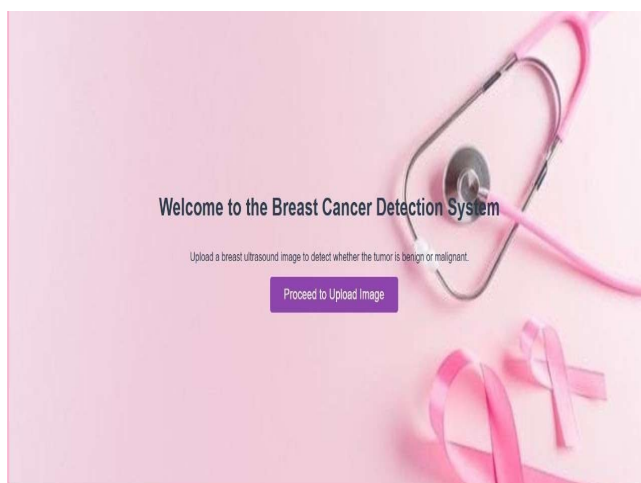 Welcome to the Breast Cancer Detection System
Upload a breast ultrasound image to detect whether the tumor is benign or malignant.
Proceed to Upload Image